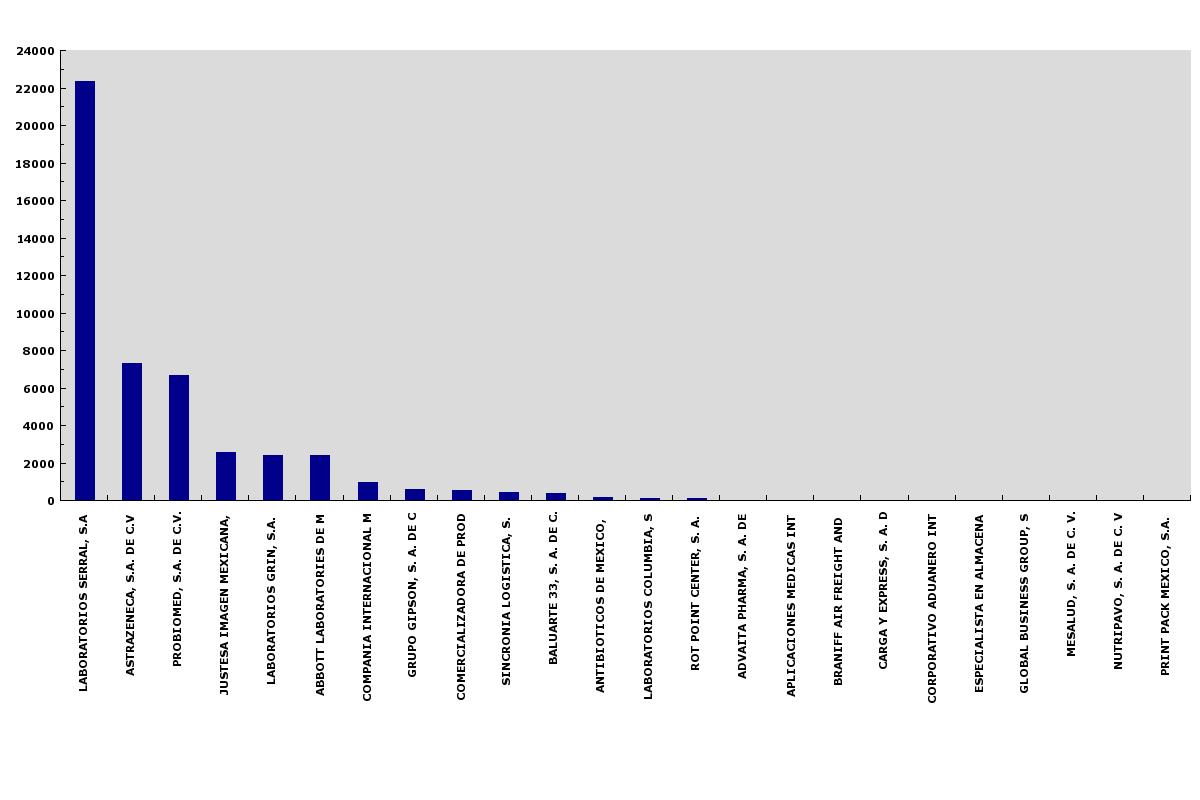 24000
22000
20000
18000
16000
14000
12000
10000
8000
6000
4000
2000
0
LABORATORIOS SERRAL, S.A
ASTRAZENECA, S.A. DE C.V
PROBIOMED, S.A. DE C.V.
JUSTESA IMAGEN MEXICANA,
LABORATORIOS GRIN, S.A.
ABBOTT LABORATORIES DE M
COMPANIA INTERNACIONAL M
GRUPO GIPSON, S. A. DE C
COMERCIALIZADORA DE PROD
SINCRONIA LOGISTICA, S.
BALUARTE 33, S. A. DE C.
ANTIBIOTICOS DE MEXICO,
LABORATORIOS COLUMBIA, S
ROT POINT CENTER, S. A.
ADVAITA PHARMA, S. A. DE
APLICACIONES MEDICAS INT
BRANIFF AIR FREIGHT AND
CARGA Y EXPRESS, S. A. D
CORPORATIVO ADUANERO INT
ESPECIALISTA EN ALMACENA
GLOBAL BUSINESS GROUP, S
MESALUD, S. A. DE C. V.
NUTRIPAVO, S. A. DE C. V
PRINT PACK MEXICO, S.A.